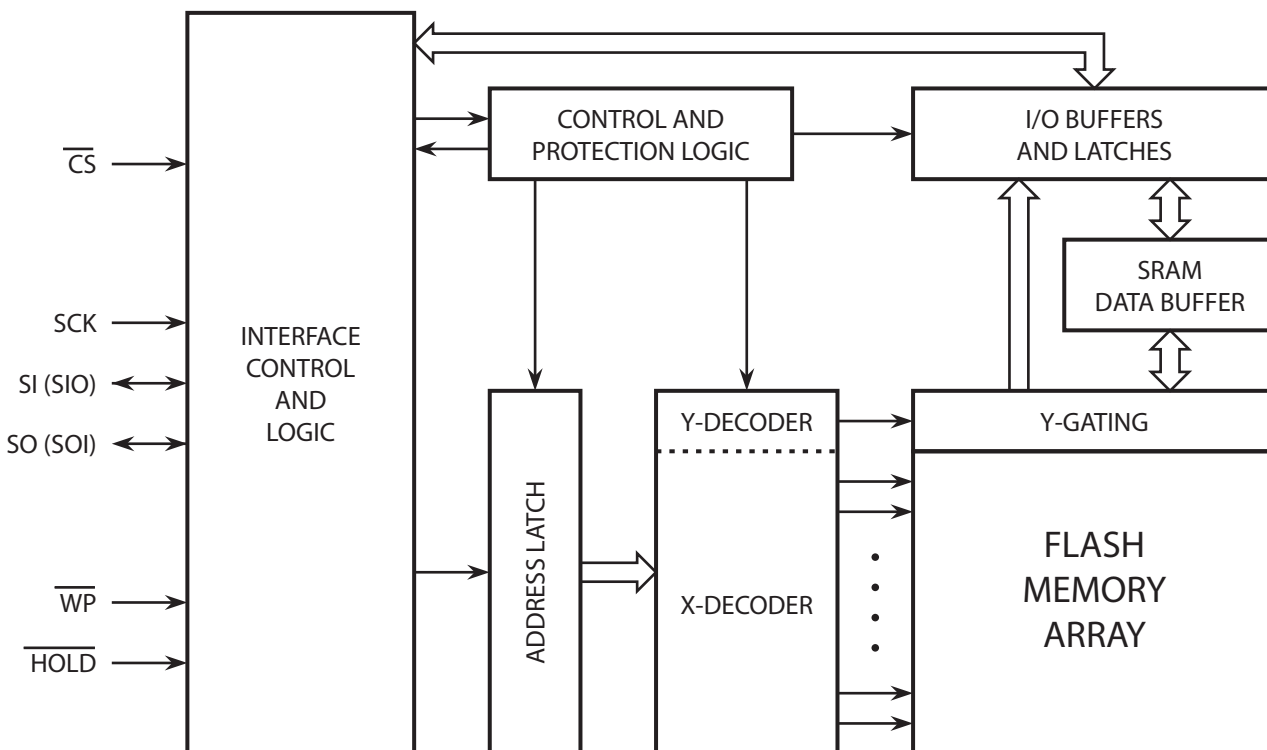 CONTROL AND
PROTECTION LOGIC
I/O BUFFERS
AND LATCHES
CS
SRAM
DATA BUFFER
SCK
INTERFACE
CONTROL
AND
LOGIC
SI (SIO)
SO (SOI)
Y-DECODER
Y-GATING
ADDRESS LATCH
X-DECODER
FLASH
MEMORY
ARRAY
WP
HOLD